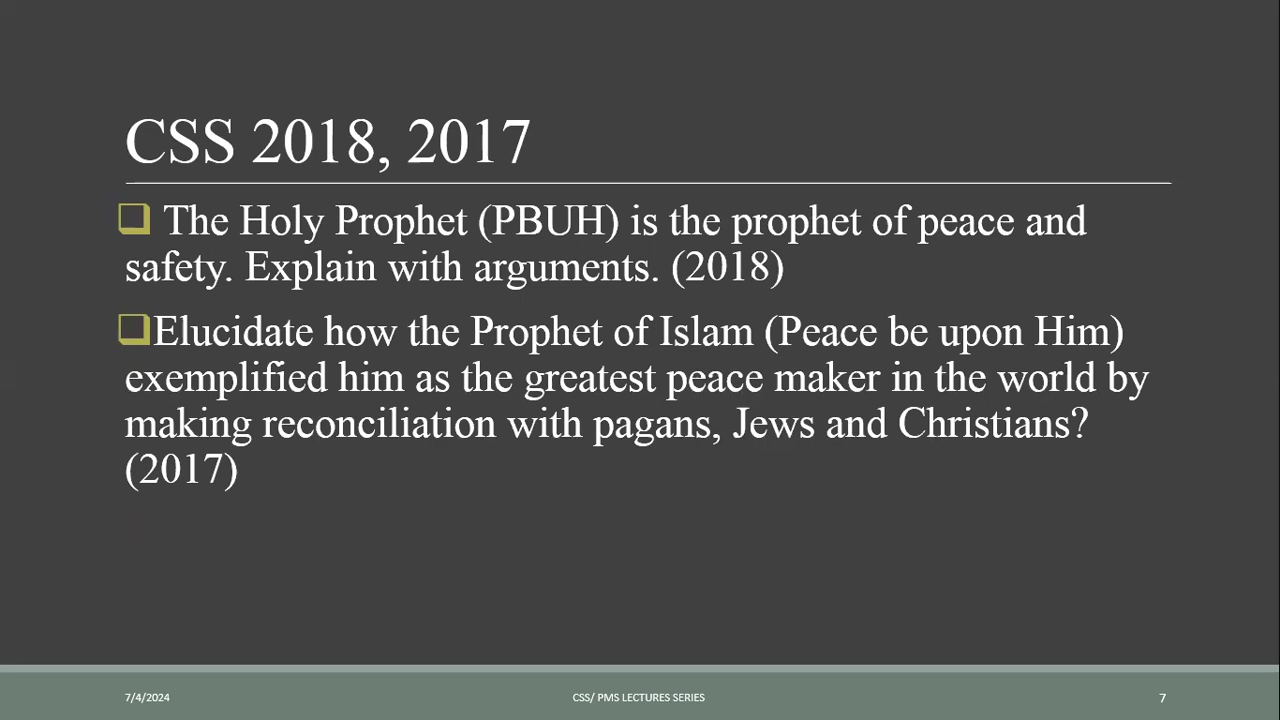 CSS 2018, 2017
The Holy Prophet (PBUH) is the prophet of peace and
safety. Explain with arguments. (2018)
Elucidate how the Prophet of Islam (Peace be upon Him)
exemplified him as the greatest peace maker in the world by
making reconciliation with pagans, Jews and Christians?
(2017)
7/4/2024
CSS/ PMS LECTURES SERIES
7